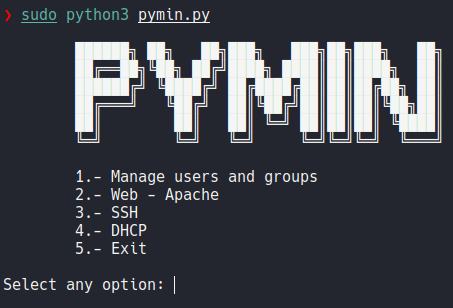 ❯ sudo python3 pymin.py
PYMIN
1.- Manage users and groups
2.- Web - Apache
3.- SSH
4.- DHCP
5.- Exit
Select any option: